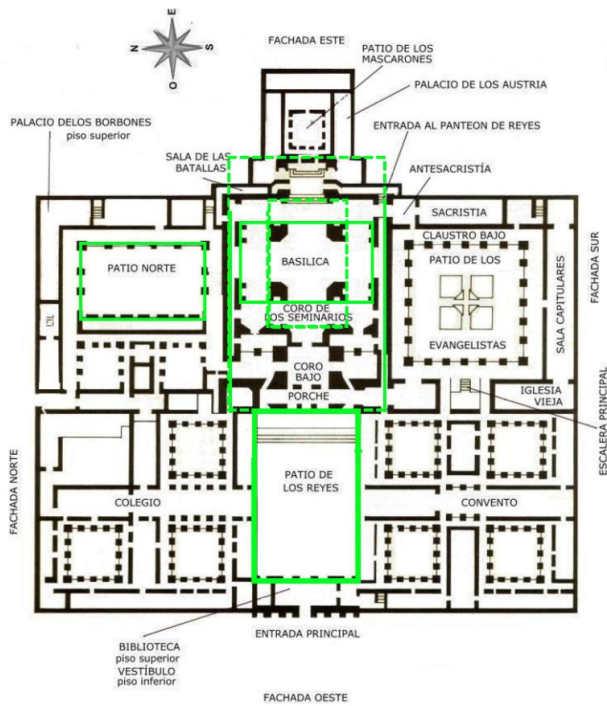 E
N
S
O
FACHADA ESTE
PATIO DE LOS
MASCARONES
PALACIO DE LOS AUSTRIA
PALACIO DELOS BORBONES
piso superior
ENTRADA AL PANTEON DE REYES
SALA DE LAS
BATALLAS
ANTESACRISTÍA
SACRISTIA
CLAUSTRO BAJO
PATIO NORTE
BASILICA
PATIO DE LOS
EVANGELISTAS
SALA CAPITULARES
FACHADA SUR
CORO DE
LOS SEMINARIOS
CORO
BAJO
PORCHE
IGLESIA
VIEJA
ESCALERA PRINCIPAL
FACHADA NORTE
PATIO DE
LOS REYES
COLEGIO
CONVENTO
ENTRADA PRINCIPAL
BIBLIOTECA
piso superior
VESTÍBULO
piso inferior
FACHADA OESTE